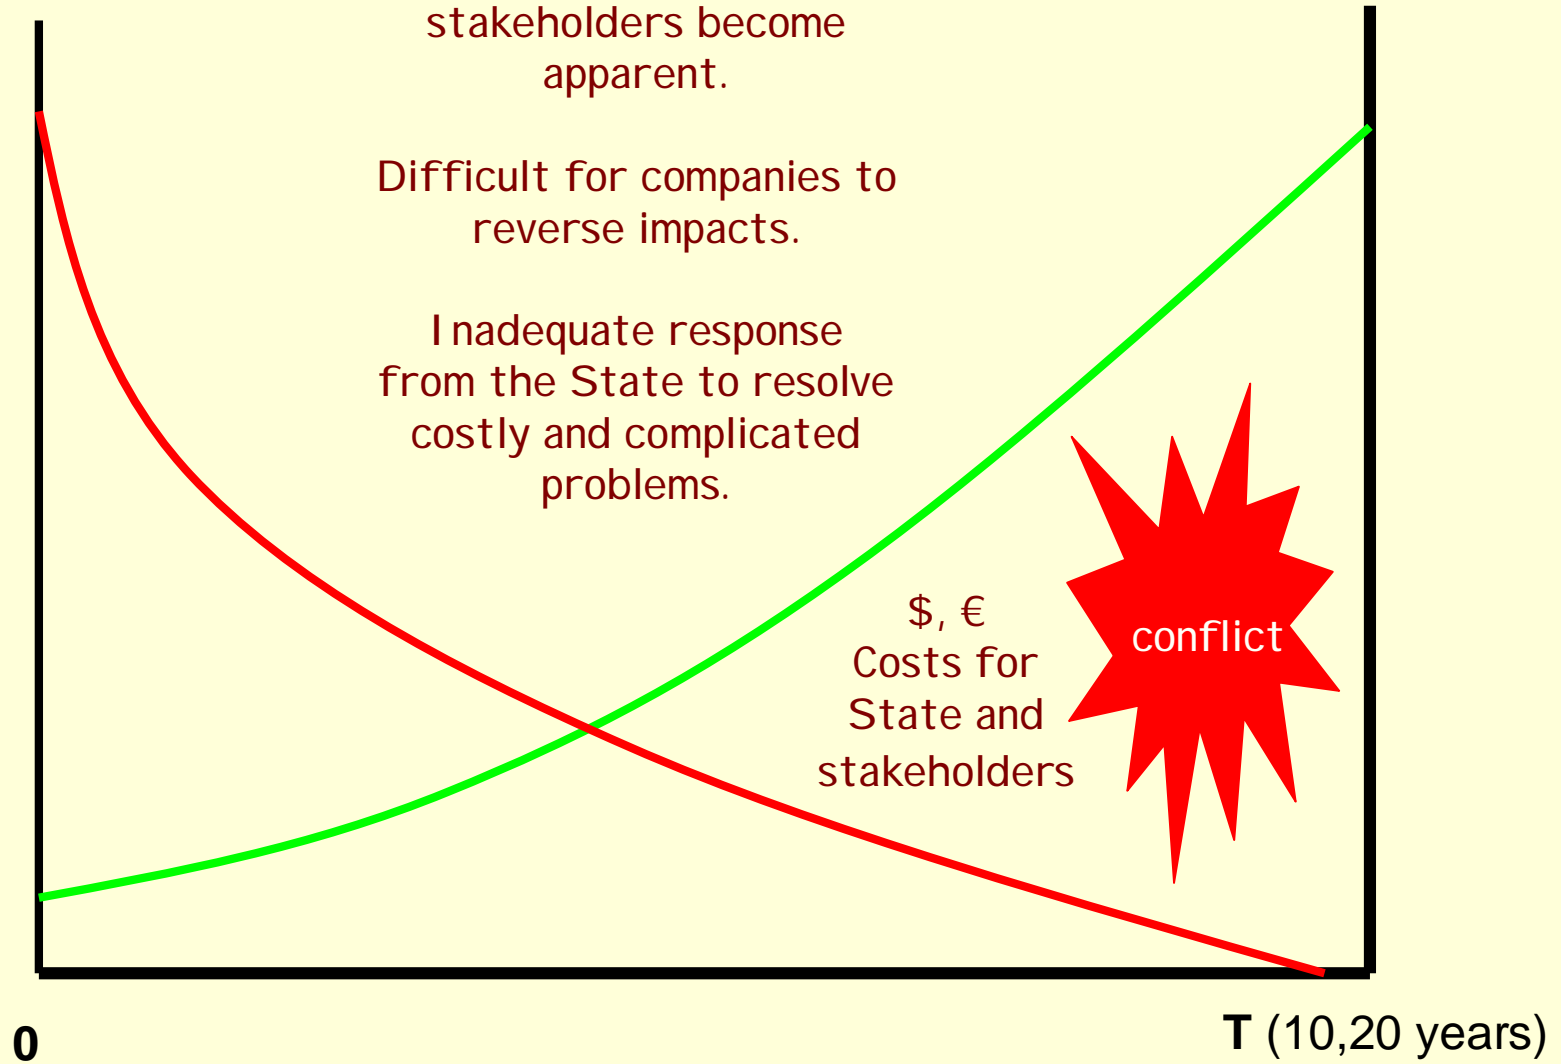 stakeholders become
apparent.
Difficult for companies to
reverse impacts.
Inadequate response
from the State to resolve
costly and complicated
problems.
$, €
Costs for
State and
stakeholders
conflict
0
T (10,20 years)